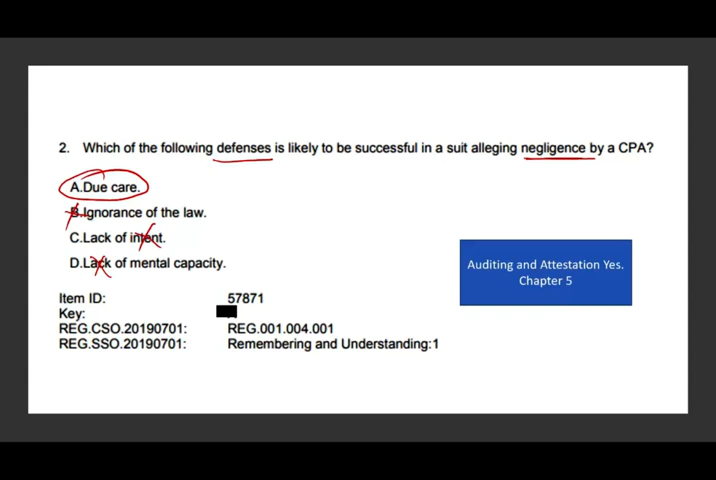 2. Which of the following defenses is likely to be successful in a suit alleging negligence by a CPA?
A.Due care.
B.Ignorance of the law.
C.Lack of intent.
D.Lack of mental capacity.
Auditing and Attestation Yes.
Chapter 5
Item ID: 57871
Key:
REG.CSO.20190701: REG.001.004.001
REG.SSO.20190701: Remembering and Understanding:1